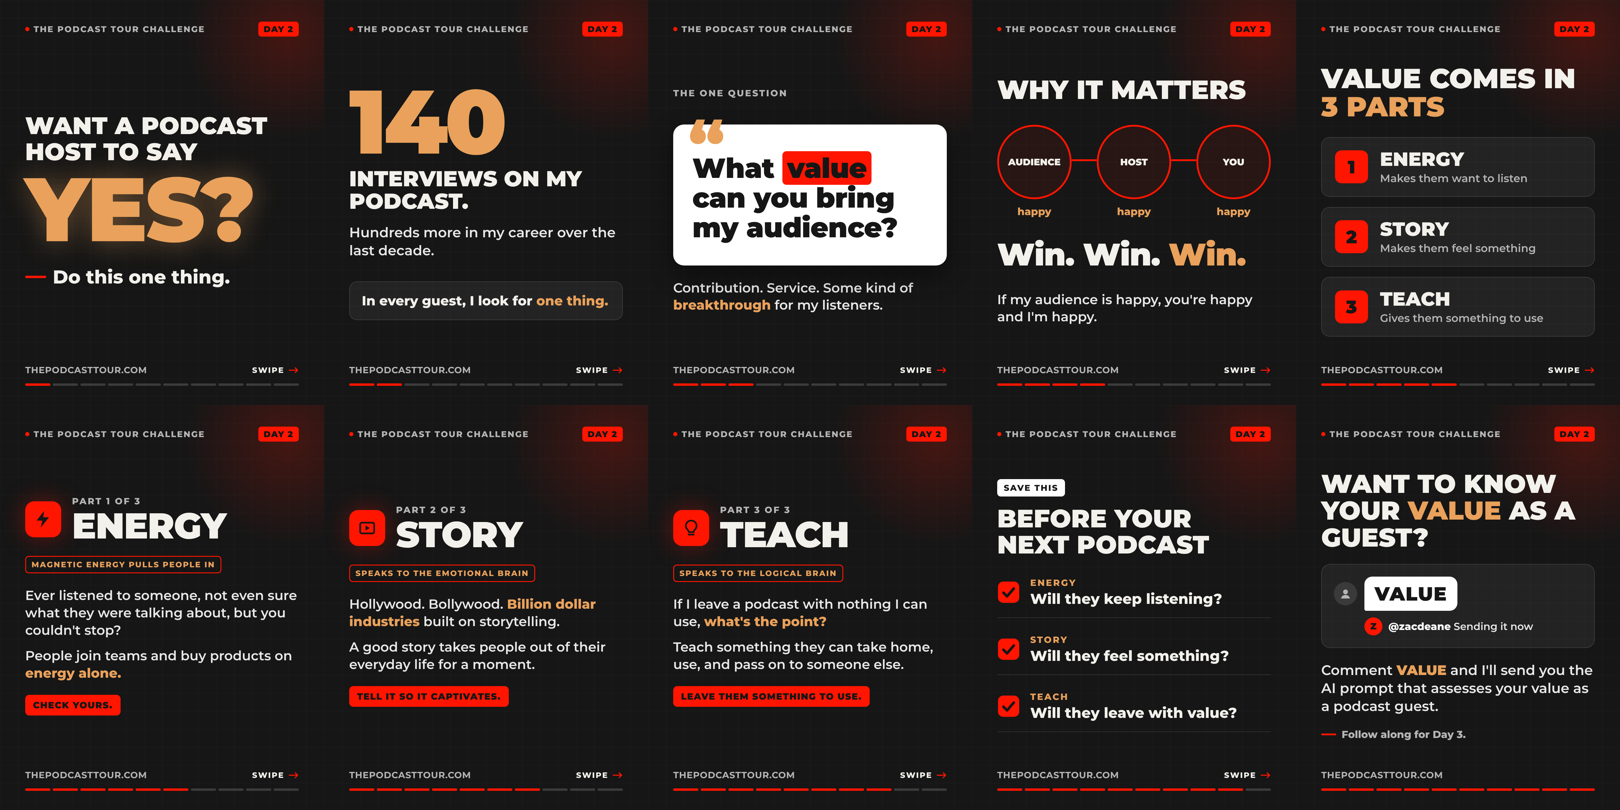 THE PODCAST TOUR CHALLENGE
DAY 2
WANT A PODCAST
HOST TO SAY
YES?
Do this one thing.
THEPODCASTTOUR.COM
SWIPE →
THE PODCAST TOUR CHALLENGE
DAY 2
140
INTERVIEWS ON MY
PODCAST.
Hundreds more in my career over the
last decade.
In every guest, I look for one thing.
THEPODCASTTOUR.COM
SWIPE →
THE PODCAST TOUR CHALLENGE
DAY 2
THE ONE QUESTION
“
What value
can you bring
my audience?
Contribution. Service. Some kind of
breakthrough for my listeners.
THEPODCASTTOUR.COM
SWIPE →
THE PODCAST TOUR CHALLENGE
DAY 2
WHY IT MATTERS
AUDIENCE HOST YOU
happy happy happy
Win. Win. Win.
If my audience is happy, you're happy
and I'm happy.
THEPODCASTTOUR.COM
SWIPE →
THE PODCAST TOUR CHALLENGE
DAY 2
VALUE COMES IN
3 PARTS
1
ENERGY
Makes them want to listen
2
STORY
Makes them feel something
3
TEACH
Gives them something to use
THEPODCASTTOUR.COM
SWIPE →
THE PODCAST TOUR CHALLENGE
DAY 2
PART 1 OF 3
ENERGY
MAGNETIC ENERGY PULLS PEOPLE IN
Ever listened to someone, not even sure
what they were talking about, but you
couldn't stop?
People join teams and buy products on
energy alone.
CHECK YOURS.
THEPODCASTTOUR.COM
SWIPE →
THE PODCAST TOUR CHALLENGE
DAY 2
PART 2 OF 3
STORY
SPEAKS TO THE EMOTIONAL BRAIN
Hollywood. Bollywood. Billion dollar
industries built on storytelling.
A good story takes people out of their
everyday life for a moment.
TELL IT SO IT CAPTIVATES.
THEPODCASTTOUR.COM
SWIPE →
THE PODCAST TOUR CHALLENGE
DAY 2
PART 3 OF 3
TEACH
SPEAKS TO THE LOGICAL BRAIN
If I leave a podcast with nothing I can
use, what's the point?
Teach something they can take home,
use, and pass on to someone else.
LEAVE THEM SOMETHING TO USE.
THEPODCASTTOUR.COM
SWIPE →
THE PODCAST TOUR CHALLENGE
DAY 2
SAVE THIS
BEFORE YOUR
NEXT PODCAST
ENERGY
Will they keep listening?
STORY
Will they feel something?
TEACH
Will they leave with value?
THEPODCASTTOUR.COM
SWIPE →
THE PODCAST TOUR CHALLENGE
DAY 2
WANT TO KNOW
YOUR VALUE AS A
GUEST?
VALUE
Z @zacdeane Sending it now
Comment VALUE and I'll send you the
AI prompt that assesses your value as
a podcast guest.
Follow along for Day 3.
THEPODCASTTOUR.COM